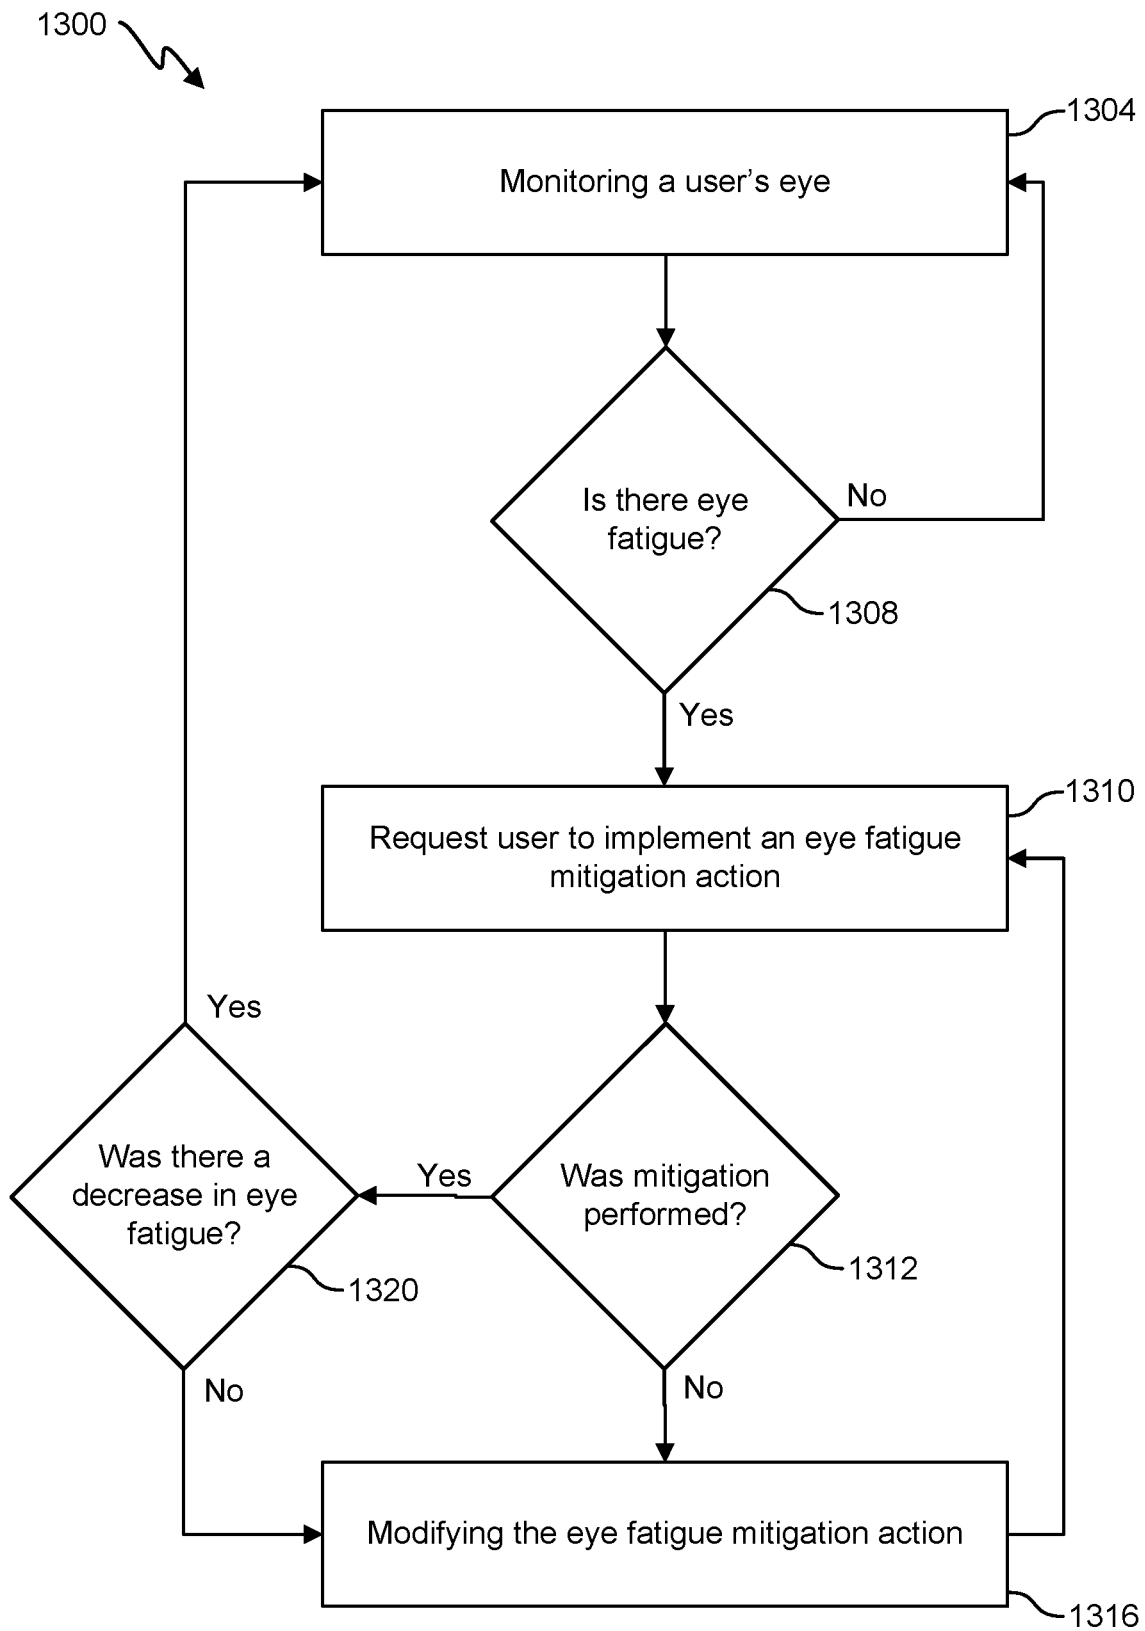 1300
1304
Monitoring a user’s eye
Is there eye
fatigue?
No
1308
Yes
1310
Request user to implement an eye fatigue
mitigation action
Yes
Was there a
decrease in eye
fatigue?
Yes
Was mitigation
performed?
1312
1320
No
No
Modifying the eye fatigue mitigation action
1316